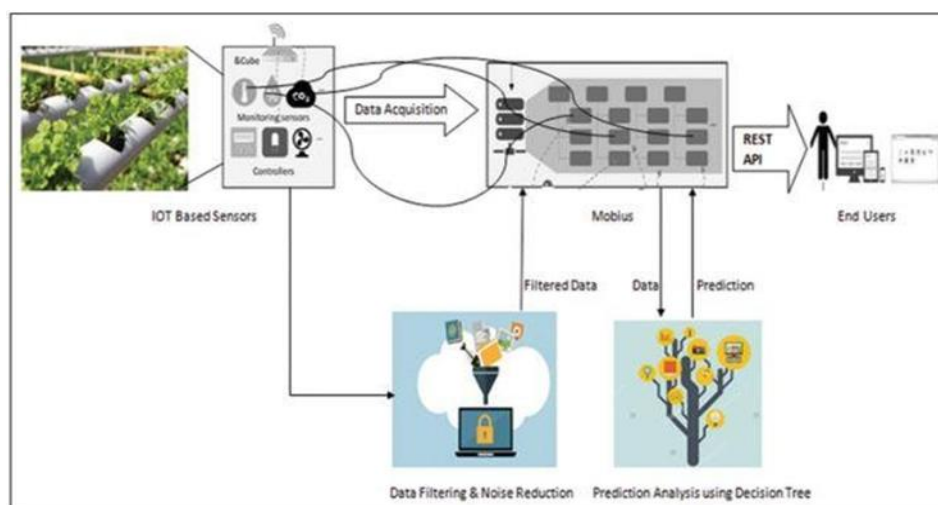 &Cube
CO2
Monitoring sensors
Controllers
Data Acquisition
REST
API
IOT Based Sensors
Mobius
End Users
Filtered Data
Data
Prediction
Data Filtering & Noise Reduction
Prediction Analysis using Decision Tree